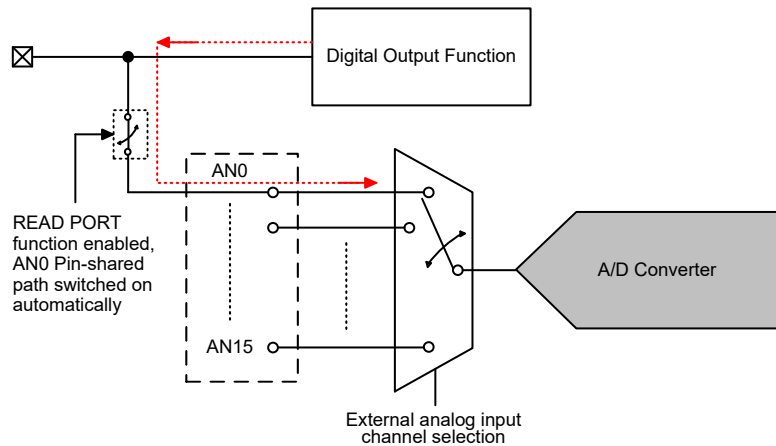 Digital Output Function
AN0
READ PORT
function enabled,
AN0 Pin-shared
path switched on
automatically
A/D Converter
AN15
External analog input
channel selection